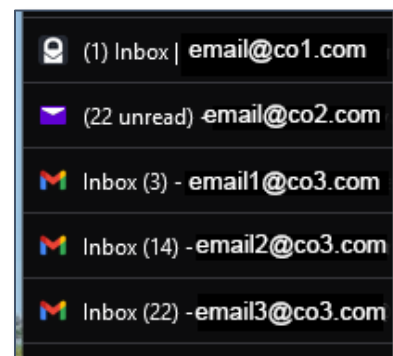 (1) Inbox | email@co1.com
(22 unread) -email@co2.com
Inbox (3) - email1@co3.com
Inbox (14) -email2@co3.com
Inbox (22) -email3@co3.com